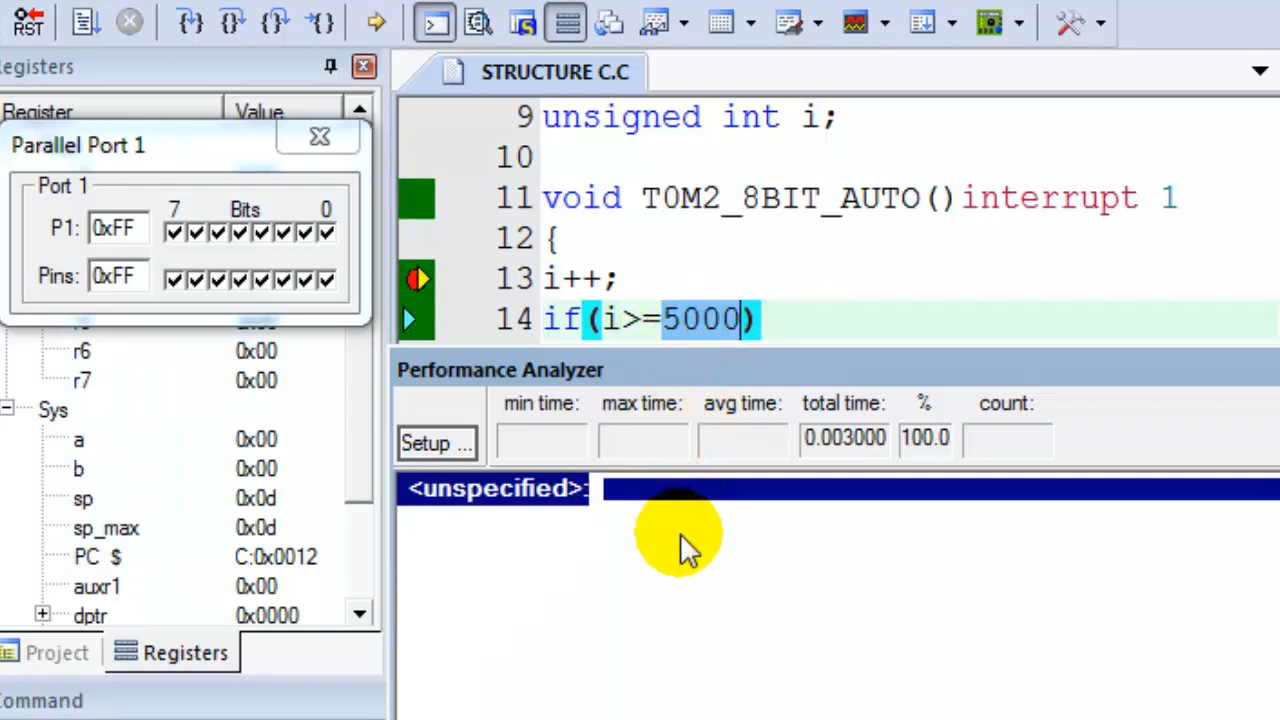 RST
egisters
Register Value
Parallel Port 1
Port 1
7 Bits 0
P1: 0xFF
Pins: 0xFF
r6 0x00
r7 0x00
Sys
a 0x00
b 0x00
sp 0x0d
sp_max 0x0d
PC $ C:0x0012
auxr1 0x00
dptr 0x0000
Project Registers
ommand
STRUCTURE C.C
9 unsigned int i;
10
11 void T0M2_8BIT_AUTO()interrupt 1
12 {
13 i++;
14 if(i>=5000)
Performance Analyzer
min time: max time: avg time: total time: % count:
Setup ... 0.003000 100.0
<unspecified>: